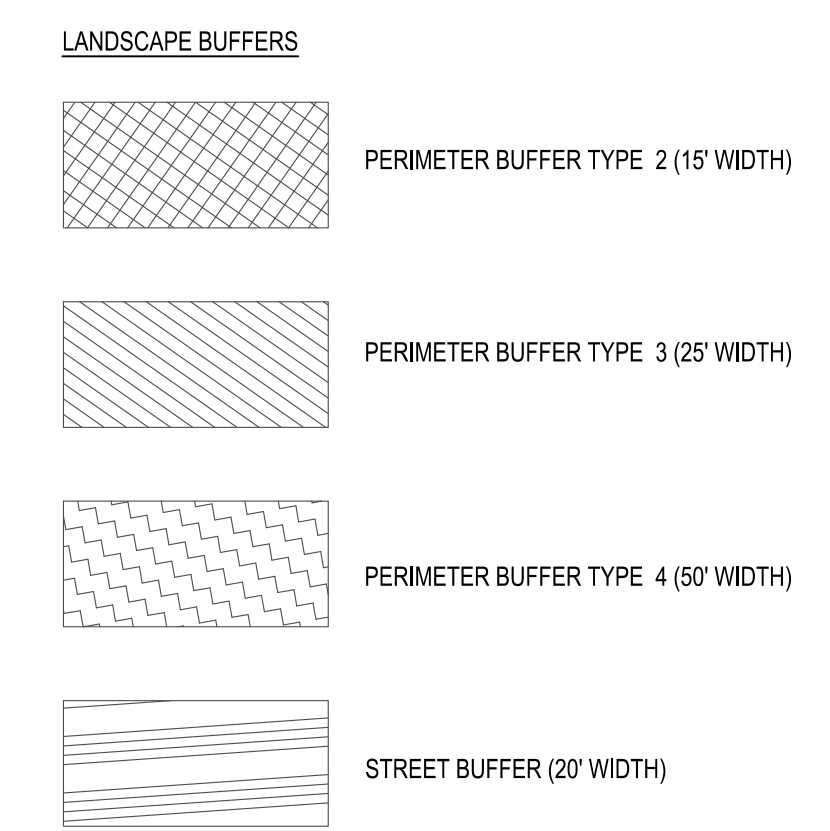 LANDSCAPE BUFFERS
PERIMETER BUFFER TYPE 2 (15' WIDTH)
PERIMETER BUFFER TYPE 3 (25' WIDTH)
PERIMETER BUFFER TYPE 4 (50' WIDTH)
STREET BUFFER (20' WIDTH)